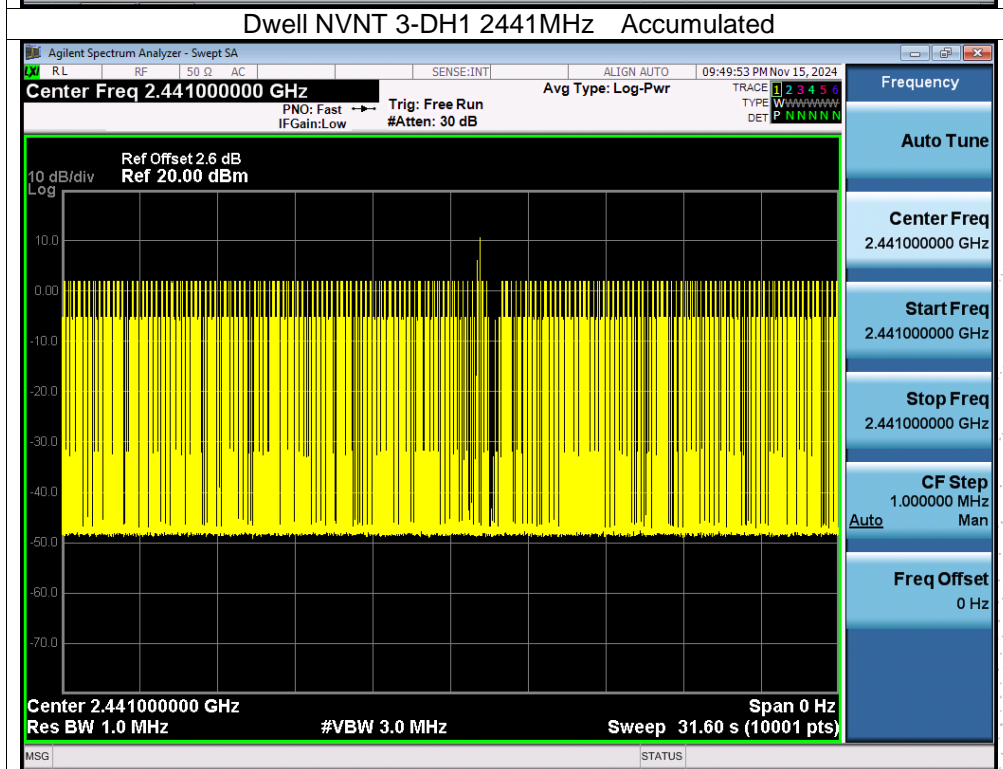 Dwell NVNT 3-DH1 2441MHz Accumulated
Agilent Spectrum Analyzer - Swept SA
LXI RL RF 50 Ω AC SENSE:INT ALIGN AUTO 09:49:53 PM Nov 15, 2024
Center Freq 2.441000000 GHz
PNO: Fast
IFGain:Low
Trig: Free Run
#Atten: 30 dB
Avg Type: Log-Pwr
TRACE 1 2 3 4 5 6
TYPE WWWWWW
DET P N N N N N
Ref Offset 2.6 dB
10 dB/div Ref 20.00 dBm
Log
10.0
0.00
-10.0
-20.0
-30.0
-40.0
-50.0
-60.0
-70.0
Center 2.441000000 GHz Span 0 Hz
Res BW 1.0 MHz #VBW 3.0 MHz Sweep 31.60 s (10001 pts)
MSG STATUS
Frequency
Auto Tune
Center Freq
2.441000000 GHz
Start Freq
2.441000000 GHz
Stop Freq
2.441000000 GHz
CF Step
1.000000 MHz
Auto Man
Freq Offset
0 Hz